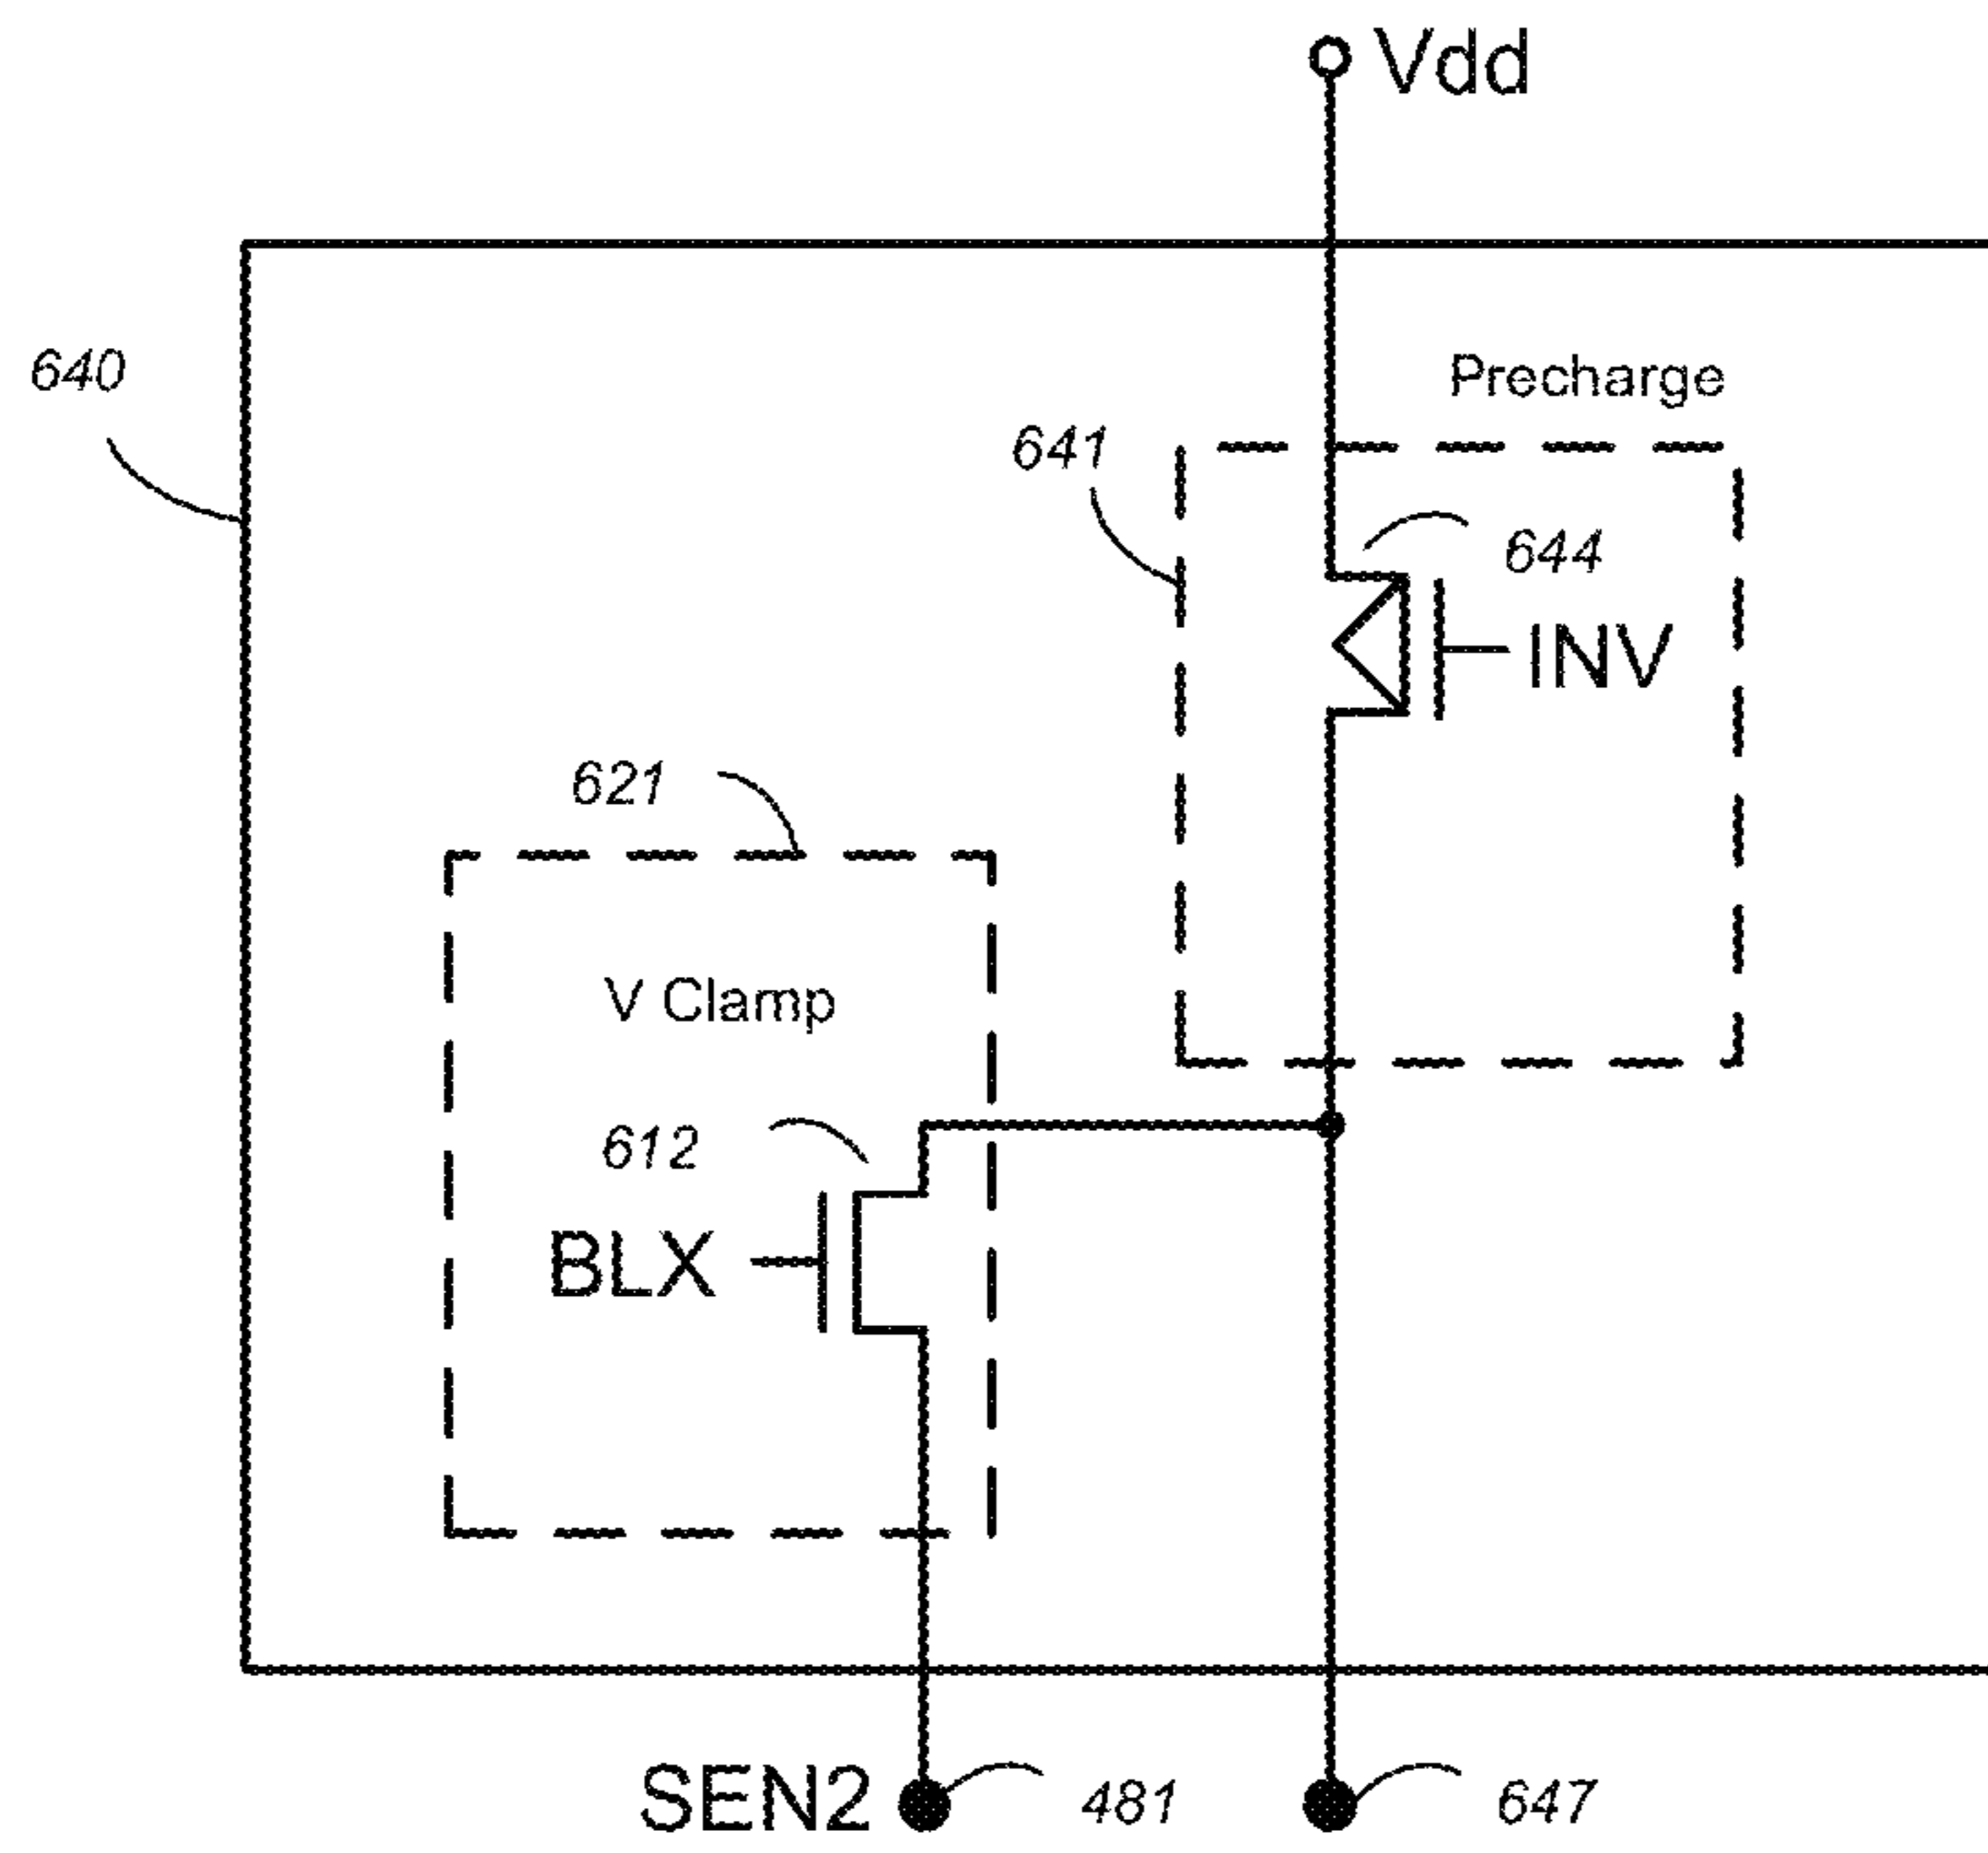 Vdd
640
Precharge
641
644
INV
621
V Clamp
612
BLX
SEN2
481
647